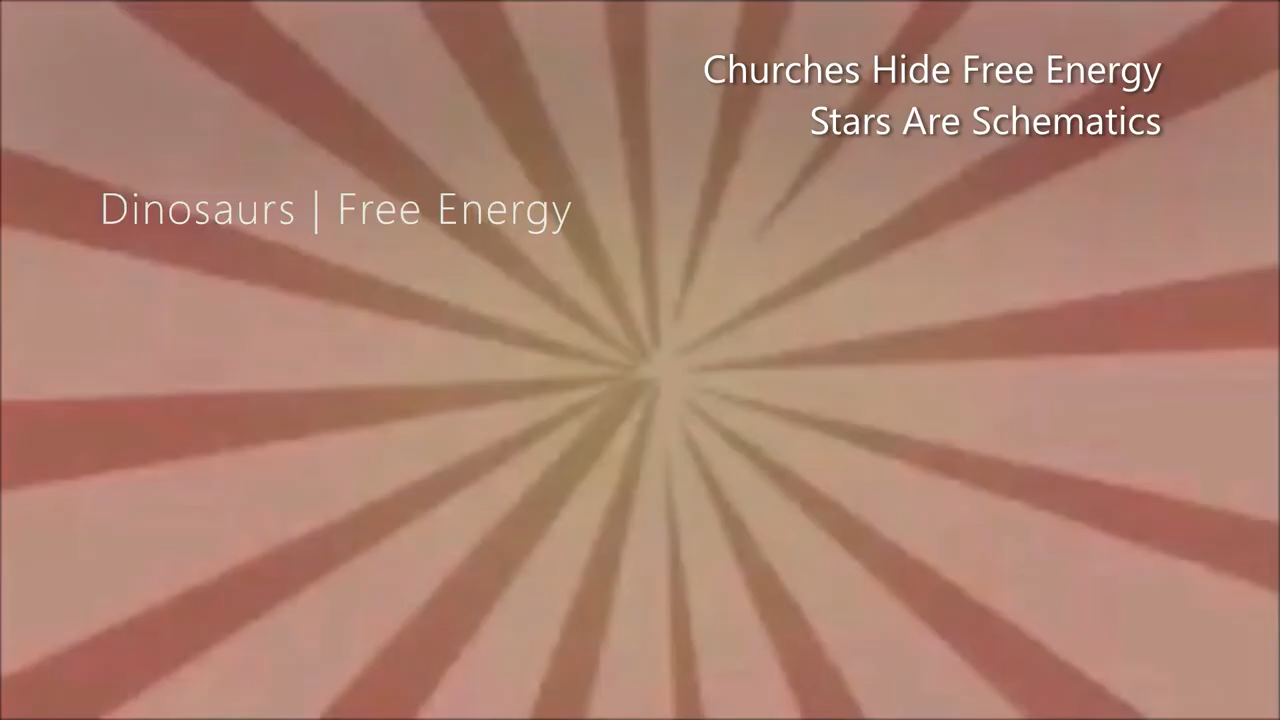 Churches Hide Free Energy
Stars Are Schematics
Dinosaurs | Free Energy